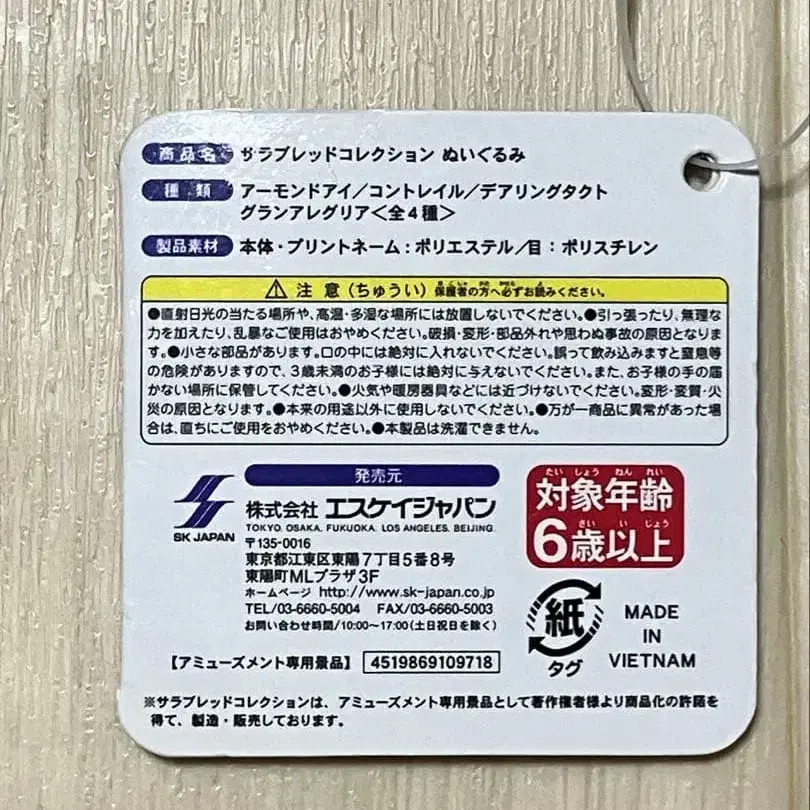 商品名 サラブレッドコレクション ぬいぐるみ
種類 アーモンドアイ／コントレイル／デアリングタクト
グランアレグリア＜全4種＞
製品素材 本体・プリントネーム：ポリエステル／目：ポリスチレン
⚠ 注意（ちゅうい）保護者の方へ必ずお読みください。
●直射日光の当たる場所や、高温・多湿な場所には放置しないでください。●引っ張ったり、無理な
力を加えたり、乱暴なご使用はおやめください。破損・変形・部品外れや思わぬ事故の原因となりま
す。●小さな部品があります。口の中には絶対に入れないでください。誤って飲み込みますと窒息等
の危険がありますので、3歳未満のお子様には絶対に与えないでください。また、お子様の手の届
かない場所に保管してください。●火気や暖房器具などには近づけないでください。変形・変質・火
災の原因となります。●本来の用途以外に使用しないでください。●万が一商品に異常があった場合
は、直ちにご使用をおやめください。●本製品は洗濯できません。
発売元
SK JAPAN
株式会社 エスケイジャパン
TOKYO. OSAKA. FUKUOKA. LOS ANGELES. BEIJING.
〒135-0016
東京都江東区東陽7丁目5番8号
東陽町MLプラザ3F
ホームページ http://www.sk-japan.co.jp
TEL/03-6660-5004 FAX/03-6660-5003
お問い合わせ時間/10:00～17:00(土日祝日を除く)
たいしょうねんれい
対象年齢
さいいじょう
6歳以上
紙
タグ
MADE
IN
VIETNAM
【アミューズメント専用景品】 4519869109718
※サラブレッドコレクションは、アミューズメント専用景品として著作権者様より商品化の許諾を
得て、製造・販売しております。